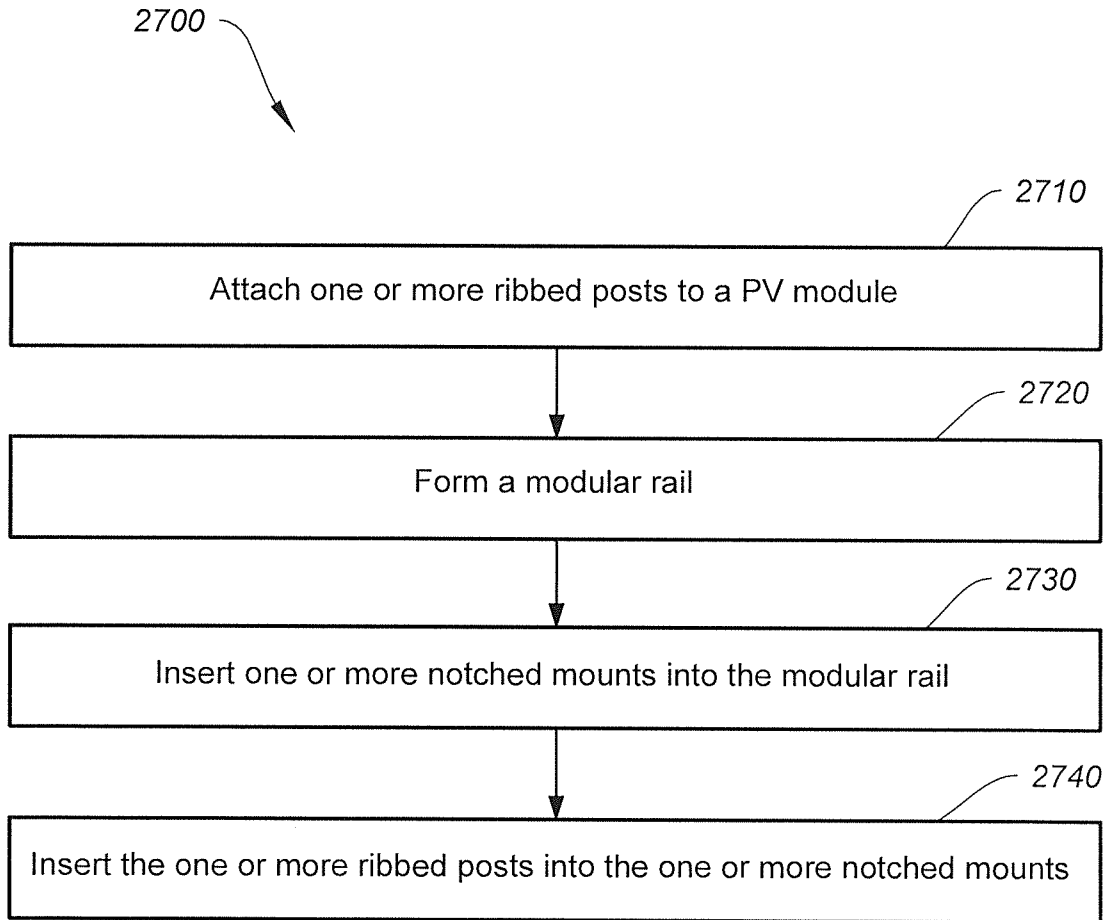 2700
2710
Attach one or more ribbed posts to a PV module
2720
Form a modular rail
2730
Insert one or more notched mounts into the modular rail
2740
Insert the one or more ribbed posts into the one or more notched mounts